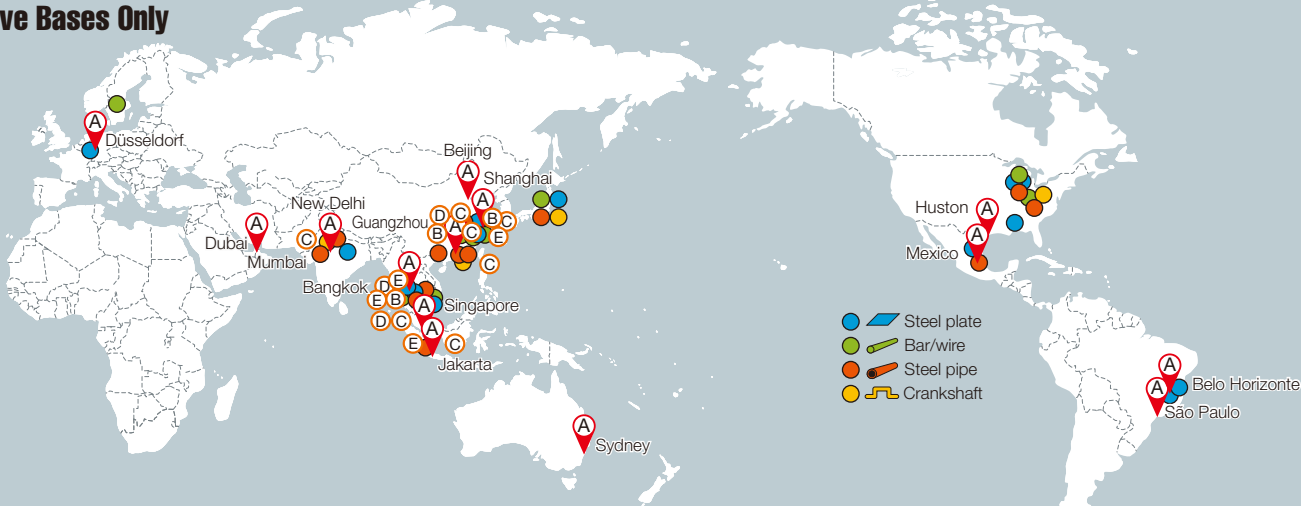 ve Bases Only
A
Düsseldorf
Beijing
A
Shanghai
A
New Delhi
A
Guangzhou
A
D
C
B
C
B
C
E
A
Dubai
C
Mumbai
C
A
Bangkok
D
E
E
B
A
Singapore
D
C
A
E
C
Jakarta
A
Sydney
Huston
A
A
Mexico
Steel plate
Bar/wire
Steel pipe
Crankshaft
A
Belo Horizonte
A
São Paulo